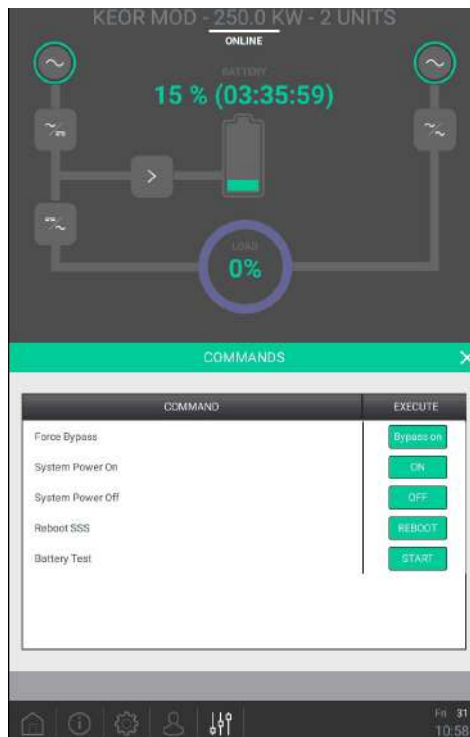 KEOR MOD - 250.0 KW - 2 UNITS
ONLINE
BATTERY
15 % (03:35:59)
LOAD
0%
COMMANDS
COMMAND EXECUTE
Force Bypass Bypass on
System Power On ON
System Power Off OFF
Reboot SSS REBOOT
Battery Test START
Fri 31
10:58